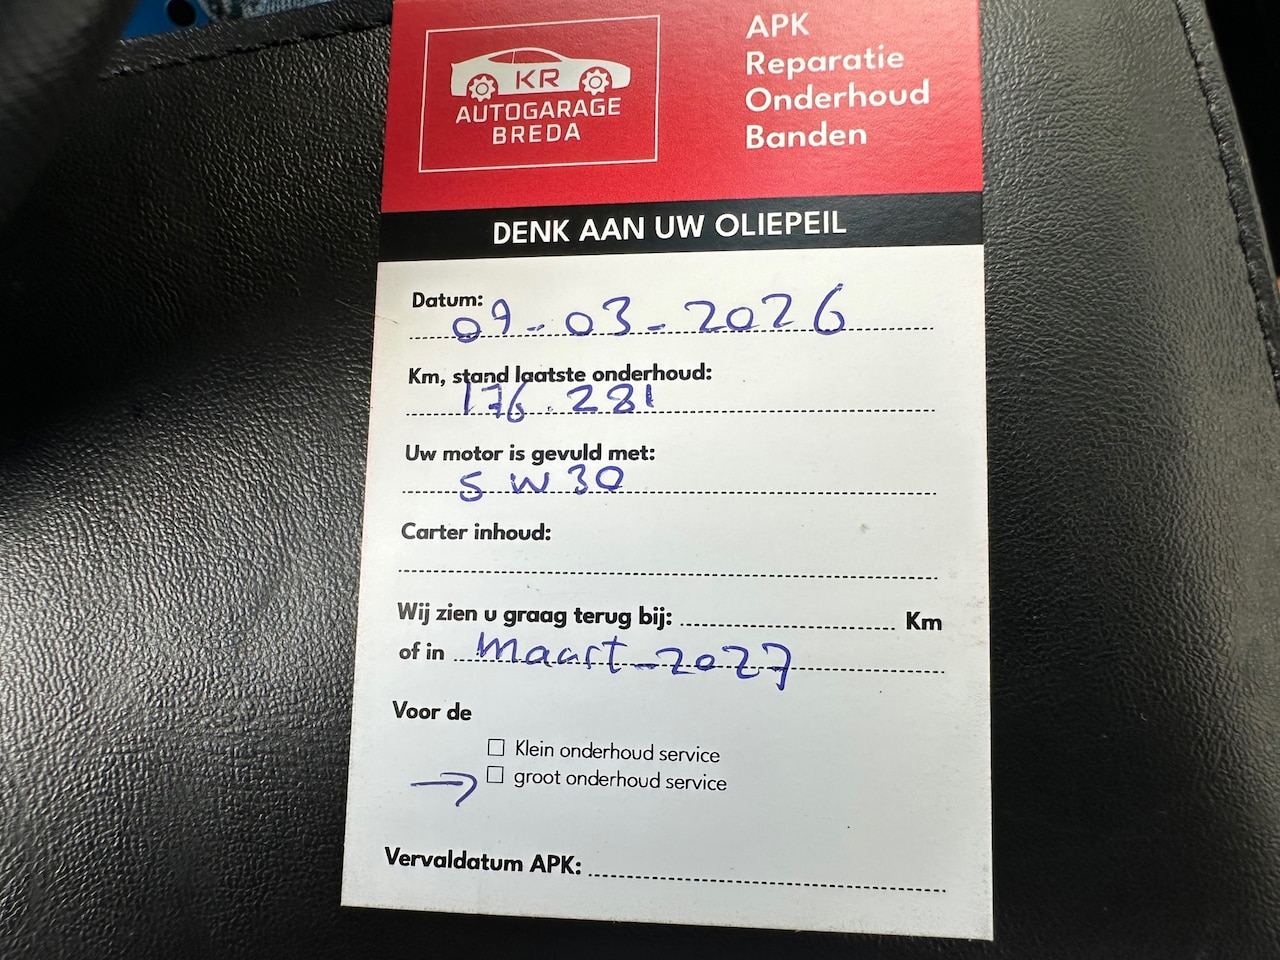 KR
AUTOGARAGE
BREDA
APK
Reparatie
Onderhoud
Banden
DENK AAN UW OLIEPEIL
Datum:
09-03-2026
Km, stand laatste onderhoud:
176.281
Uw motor is gevuld met:
5 W 30
Carter inhoud:
Wij zien u graag terug bij: Km
of in maart-2027
Voor de
Klein onderhoud service
groot onderhoud service
Vervaldatum APK: